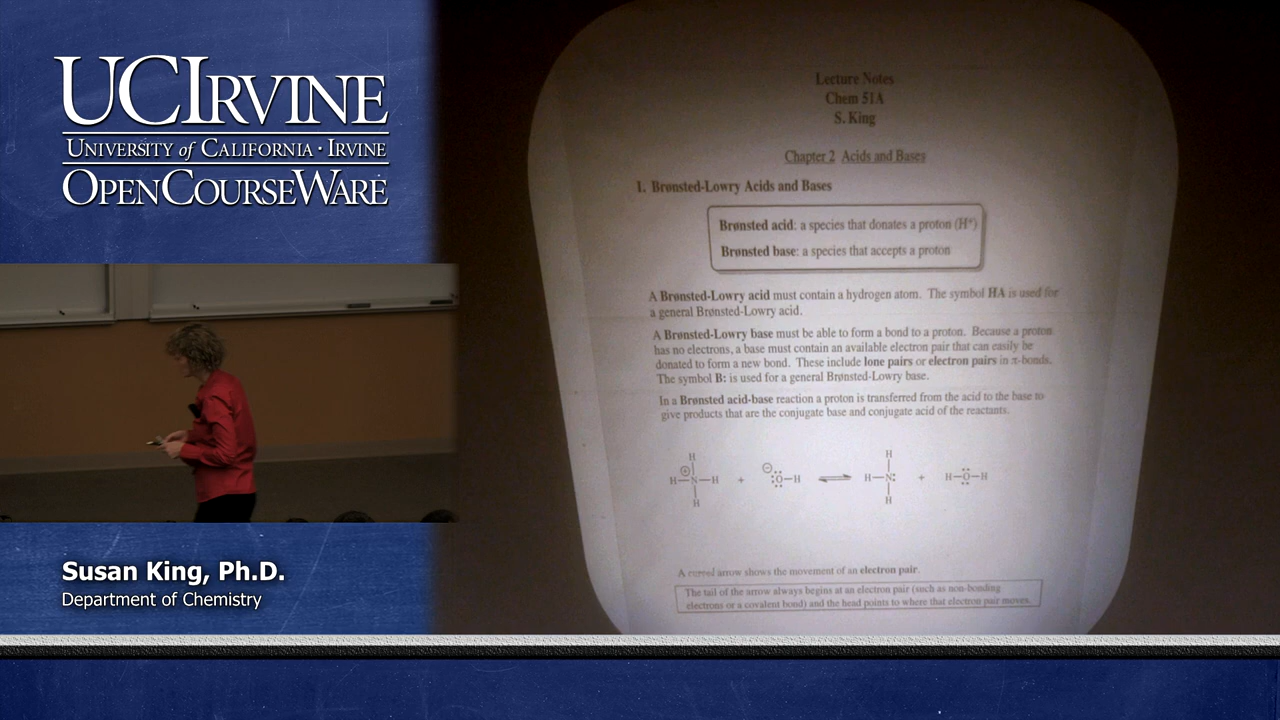 UCIRVINE
UNIVERSITY of CALIFORNIA · IRVINE
OPENCOURSEWARE
Susan King, Ph.D.
Department of Chemistry
Lecture Notes
Chem 51A
S. King
Chapter 2 Acids and Bases
1. Brønsted-Lowry Acids and Bases
Brønsted acid: a species that donates a proton (H⁺)
Brønsted base: a species that accepts a proton
A Brønsted-Lowry acid must contain a hydrogen atom. The symbol HA is used for
a general Brønsted-Lowry acid.
A Brønsted-Lowry base must be able to form a bond to a proton. Because a proton
has no electrons, a base must contain an available electron pair that can easily be
donated to form a new bond. These include lone pairs or electron pairs in π-bonds.
The symbol B: is used for a general Brønsted-Lowry base.
In a Brønsted acid-base reaction a proton is transferred from the acid to the base to
give products that are the conjugate base and conjugate acid of the reactants.
H H
H—N—H + :Ö—H ⇌ H—N: + H—Ö—H
H H
A curved arrow shows the movement of an electron pair.
The tail of the arrow always begins at an electron pair (such as non-bonding
electrons or a covalent bond) and the head points to where that electron pair moves.